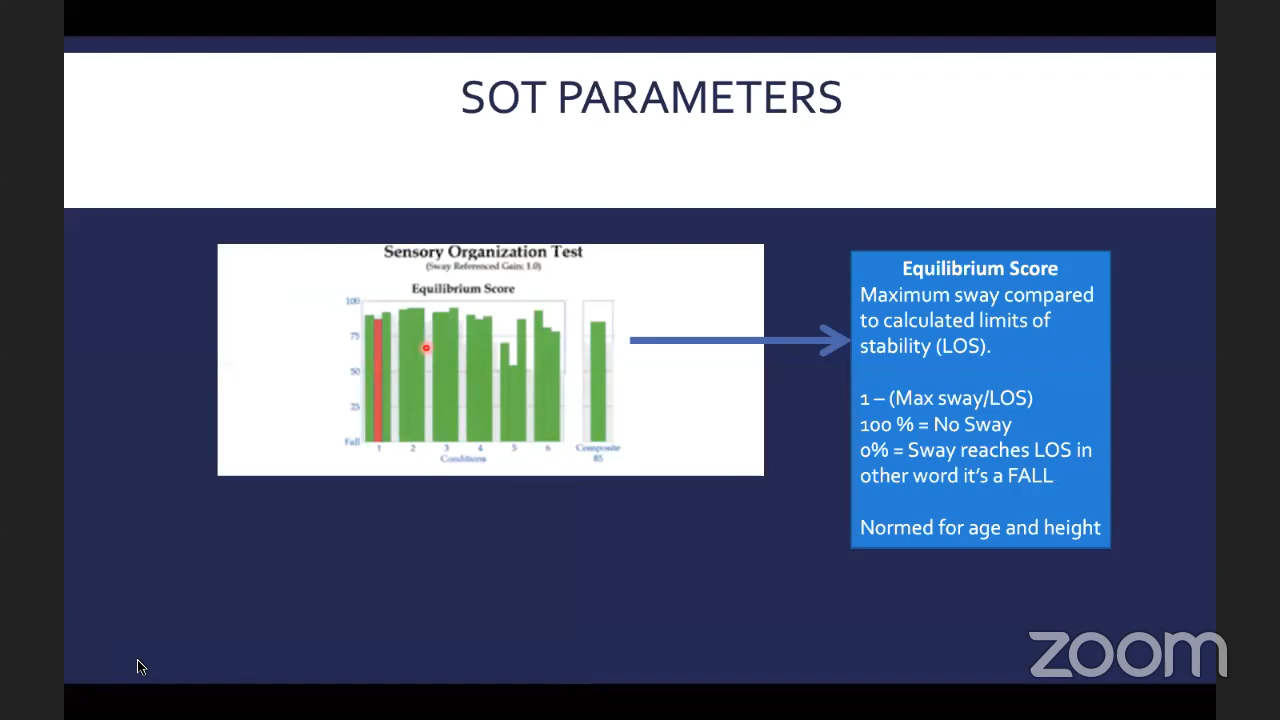 SOT PARAMETERS
Sensory Organization Test
(Sway Referenced Gain: 1.0)
Equilibrium Score
100
75
50
25
Fall
1 2 3 4 5 6
Conditions
Composite
85
Equilibrium Score
Maximum sway compared
to calculated limits of
stability (LOS).
1 – (Max sway/LOS)
100 % = No Sway
0% = Sway reaches LOS in
other word it’s a FALL
Normed for age and height
zoom